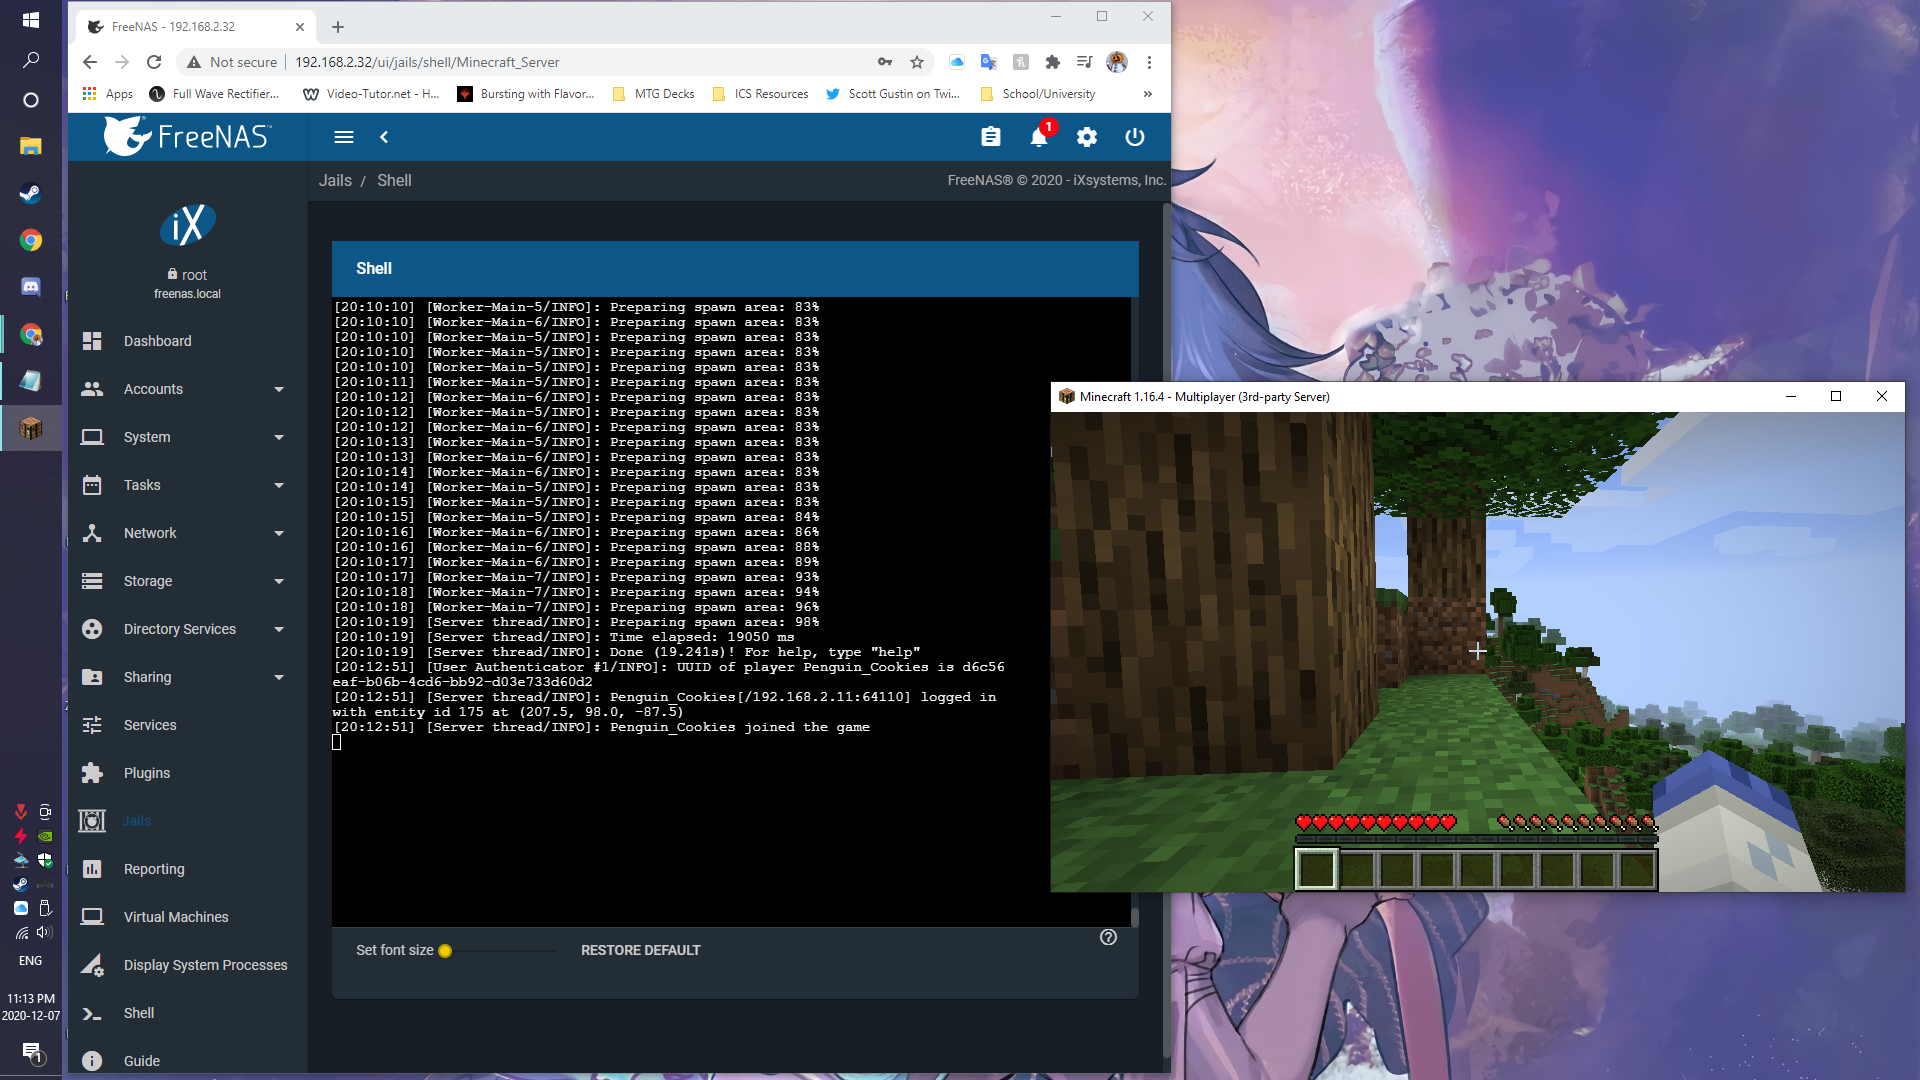 FreeNAS - 192.168.2.32
Not secure
192.168.2.32/ui/jails/shell/Minecraft_Server
Apps
Full Wave Rectifier...
Video-Tutor.net - H...
Bursting with Flavor...
MTG Decks
ICS Resources
Scott Gustin on Twi...
School/University
»
FreeNAS™
1
Jails / Shell
FreeNAS® © 2020 - iXsystems, Inc.
iX
root
freenas.local
Dashboard
Accounts
System
Tasks
Network
Storage
Directory Services
Sharing
Services
Plugins
Jails
Reporting
Virtual Machines
Display System Processes
Shell
Guide
Shell
[20:10:10] [Worker-Main-5/INFO]: Preparing spawn area: 83%
[20:10:10] [Worker-Main-6/INFO]: Preparing spawn area: 83%
[20:10:10] [Worker-Main-5/INFO]: Preparing spawn area: 83%
[20:10:10] [Worker-Main-5/INFO]: Preparing spawn area: 83%
[20:10:10] [Worker-Main-5/INFO]: Preparing spawn area: 83%
[20:10:11] [Worker-Main-5/INFO]: Preparing spawn area: 83%
[20:10:12] [Worker-Main-6/INFO]: Preparing spawn area: 83%
[20:10:12] [Worker-Main-5/INFO]: Preparing spawn area: 83%
[20:10:12] [Worker-Main-6/INFO]: Preparing spawn area: 83%
[20:10:13] [Worker-Main-5/INFO]: Preparing spawn area: 83%
[20:10:13] [Worker-Main-6/INFO]: Preparing spawn area: 83%
[20:10:14] [Worker-Main-6/INFO]: Preparing spawn area: 83%
[20:10:14] [Worker-Main-5/INFO]: Preparing spawn area: 83%
[20:10:15] [Worker-Main-5/INFO]: Preparing spawn area: 83%
[20:10:15] [Worker-Main-5/INFO]: Preparing spawn area: 84%
[20:10:16] [Worker-Main-6/INFO]: Preparing spawn area: 86%
[20:10:16] [Worker-Main-6/INFO]: Preparing spawn area: 88%
[20:10:17] [Worker-Main-6/INFO]: Preparing spawn area: 89%
[20:10:17] [Worker-Main-7/INFO]: Preparing spawn area: 93%
[20:10:18] [Worker-Main-7/INFO]: Preparing spawn area: 94%
[20:10:18] [Worker-Main-7/INFO]: Preparing spawn area: 96%
[20:10:19] [Server thread/INFO]: Preparing spawn area: 98%
[20:10:19] [Server thread/INFO]: Time elapsed: 19050 ms
[20:10:19] [Server thread/INFO]: Done (19.241s)! For help, type "help"
[20:12:51] [User Authenticator #1/INFO]: UUID of player Penguin_Cookies is d6c56
eaf-b06b-4cd6-bb92-d03e733d60d2
[20:12:51] [Server thread/INFO]: Penguin_Cookies[/192.168.2.11:64110] logged in
with entity id 175 at (207.5, 98.0, -87.5)
[20:12:51] [Server thread/INFO]: Penguin_Cookies joined the game
Set font size
RESTORE DEFAULT
Minecraft 1.16.4 - Multiplayer (3rd-party Server)
ENG
11:13 PM
2020-12-07
1